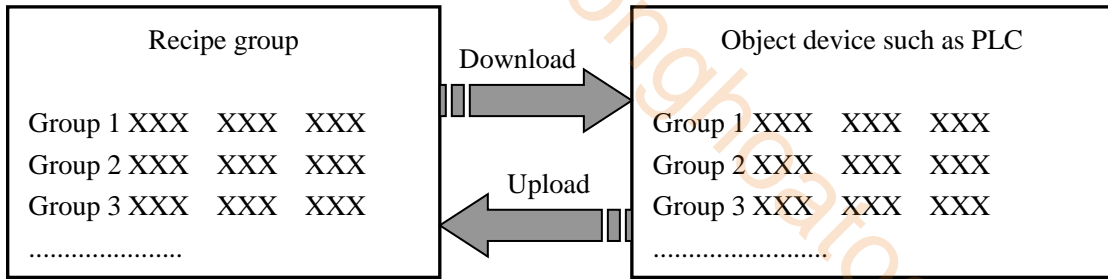 Recipe group
Group 1 XXX XXX XXX
Group 2 XXX XXX XXX
Group 3 XXX XXX XXX
......................
Download
Upload
Object device such as PLC
Group 1 XXX XXX XXX
Group 2 XXX XXX XXX
Group 3 XXX XXX XXX
.........................